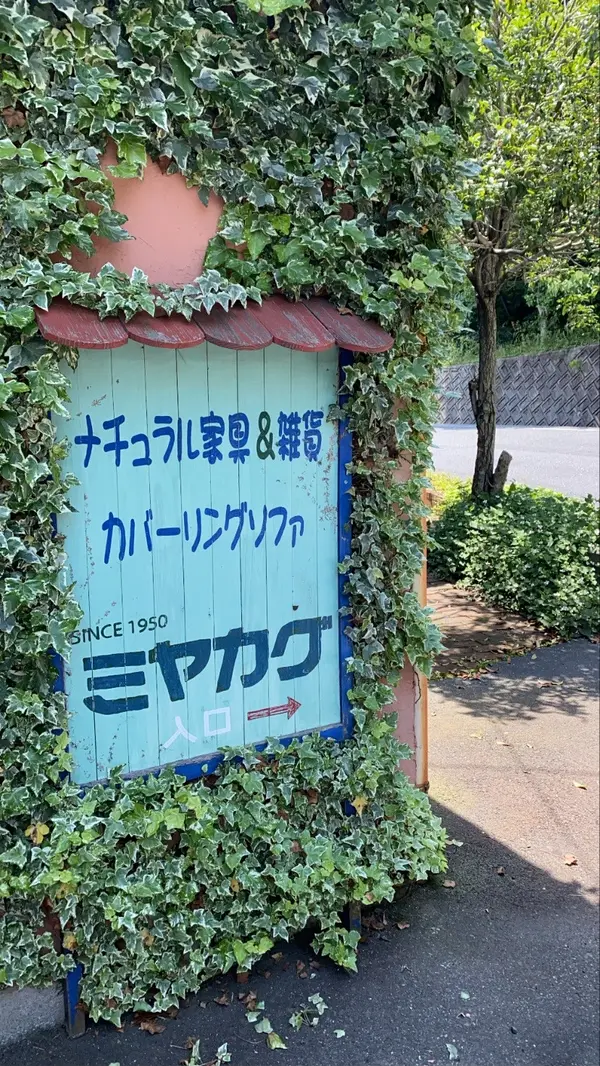 ナチュラル家具&雑貨
カバーリングソファ
SINCE 1950
ミヤカグ
入口 →